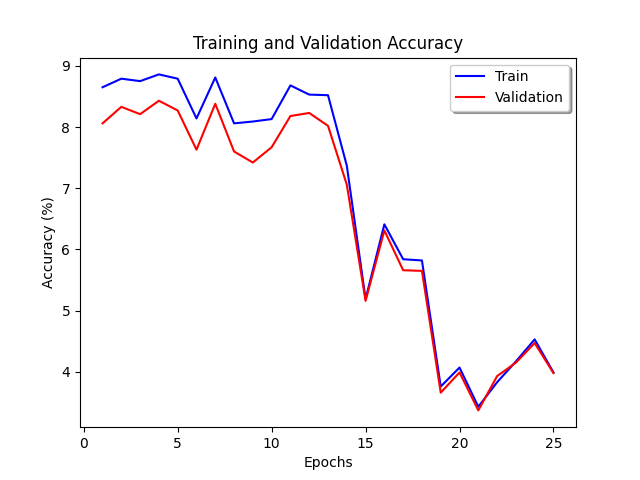 Training and Validation Accuracy
Train
Validation
Accuracy (%)
9
8
7
6
5
4
0 5 10 15 20 25
Epochs